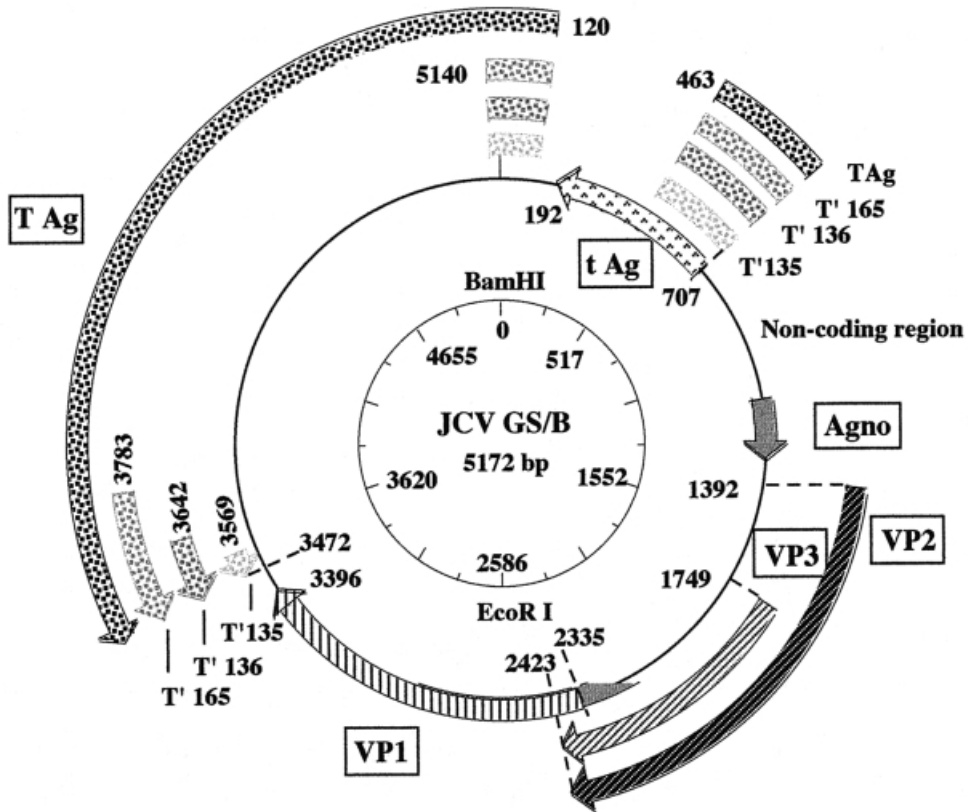 120
5140
463
T Ag
TAg
T' 165
T' 136
T'135
192
t Ag
707
BamHI
0
Non-coding region
4655
517
JCV GS/B
5172 bp
Agno
3783
3642
3569
3620
1552
1392
VP3
VP2
3472
3396
2586
1749
EcoR I
2335
2423
T'135
T' 136
T' 165
VP1